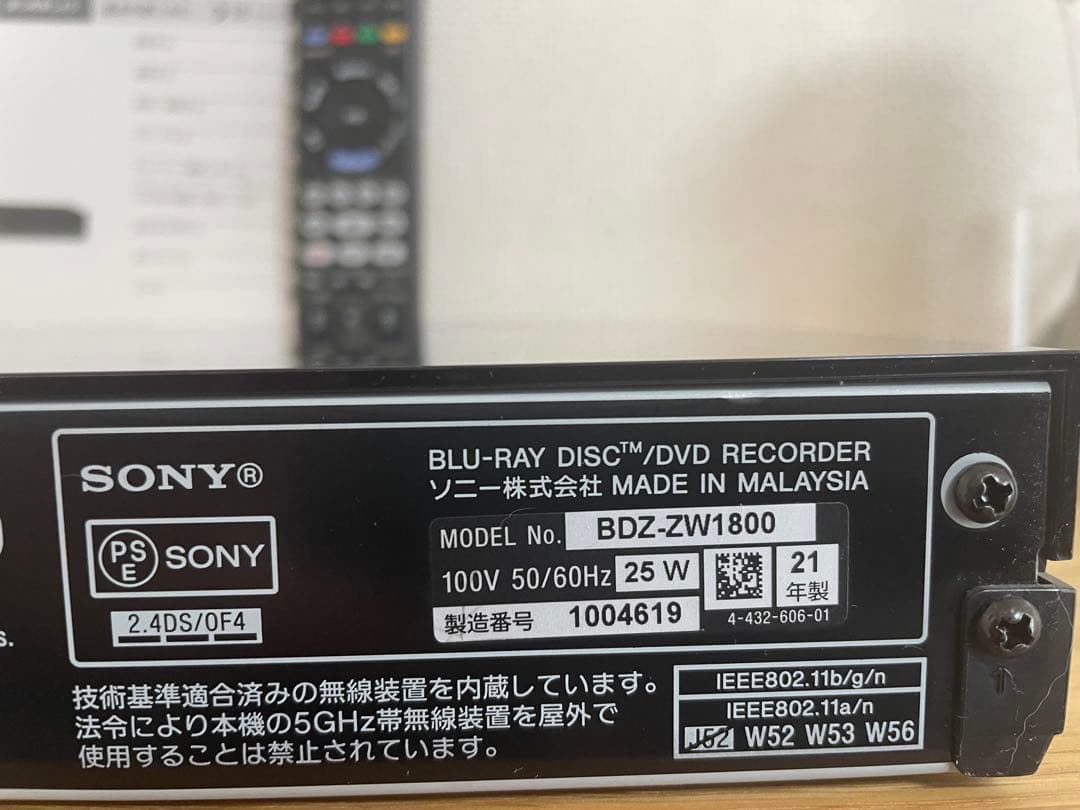 SONY®
PSE SONY
2.4DS/OF4
BLU-RAY DISC™/DVD RECORDER
ソニー株式会社 MADE IN MALAYSIA
MODEL No. BDZ-ZW1800
100V 50/60Hz 25 W
21
年製
製造番号 1004619
4-432-606-01
s.
技術基準適合済みの無線装置を内蔵しています。
法令により本機の5GHz帯無線装置を屋外で
使用することは禁止されています。
IEEE802.11b/g/n
IEEE802.11a/n
J52 W52 W53 W56
1